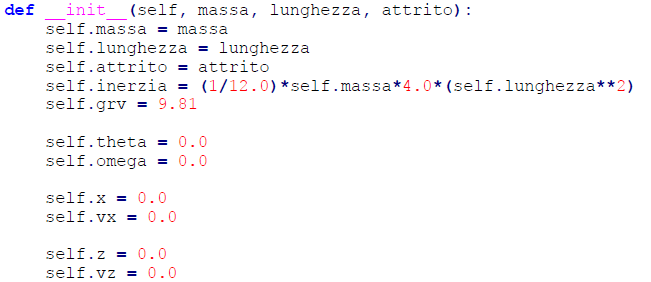 def __init__(self, massa, lunghezza, attrito):
    self.massa = massa
    self.lunghezza = lunghezza
    self.attrito = attrito
    self.inerzia = (1/12.0)*self.massa*4.0*(self.lunghezza**2)
    self.grv = 9.81

    self.theta = 0.0
    self.omega = 0.0

    self.x = 0.0
    self.vx = 0.0

    self.z = 0.0
    self.vz = 0.0